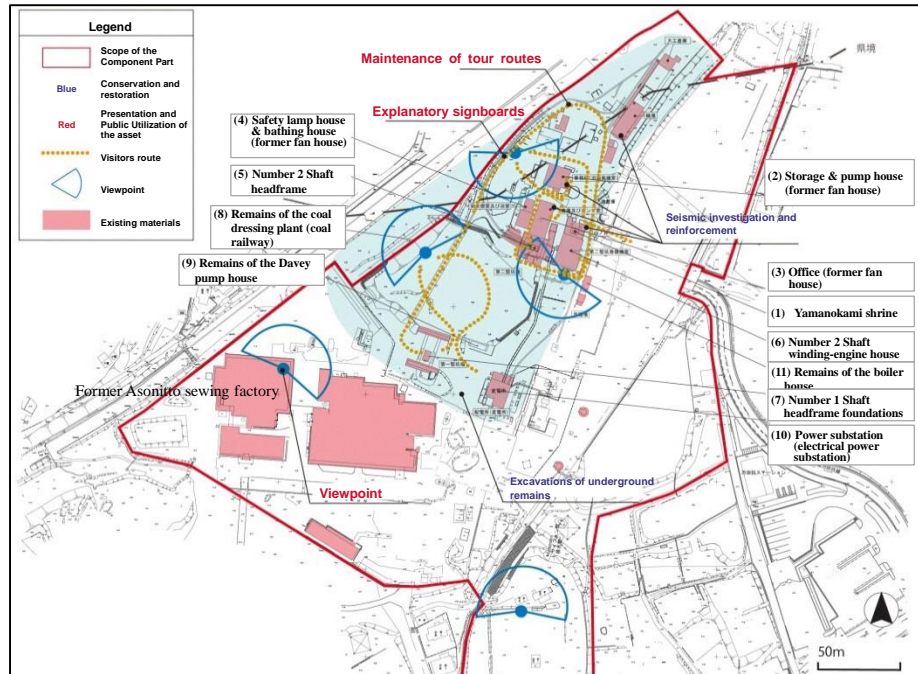 Legend
Scope of the
Component Part
Blue
Conservation and
restoration
Red
Presentation and
Public Utilization of
the asset
Visitors route
Viewpoint
Existing materials
県境
Maintenance of tour routes
Explanatory signboards
(4) Safety lamp house
& bathing house
(former fan house)
(5) Number 2 Shaft
headframe
(8) Remains of the coal
dressing plant (coal
railway)
(9) Remains of the Davey
pump house
(2) Storage & pump house
(former fan house)
Seismic investigation and
reinforcement
(3) Office (former fan
house)
(1) Yamanokami shrine
(6) Number 2 Shaft
winding-engine house
(11) Remains of the boiler
house
(7) Number 1 Shaft
headframe foundations
(10) Power substation
(electrical power
substation)
Former Asonitto sewing factory
Viewpoint
Excavations of underground
remains
50m